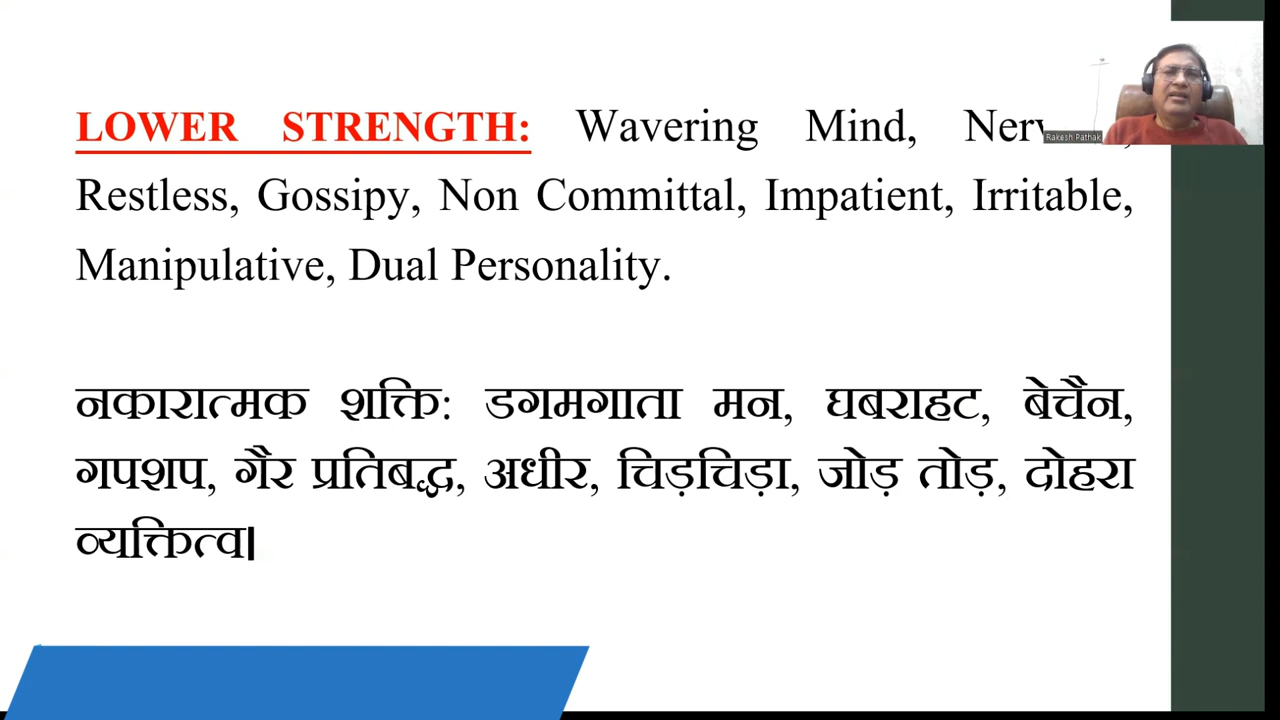 LOWER STRENGTH: Wavering Mind,
Rakesh Pathak
Restless, Gossipy, Non Committal, Impatient, Irritable,
Manipulative, Dual Personality.
नकारात्मक शक्ति: डगमगाता मन, घबराहट, बेचैन,
गपशप, गैर प्रतिबद्ध, अधीर, चिड़चिड़ा, जोड़ तोड़, दोहरा
व्यक्तित्व।